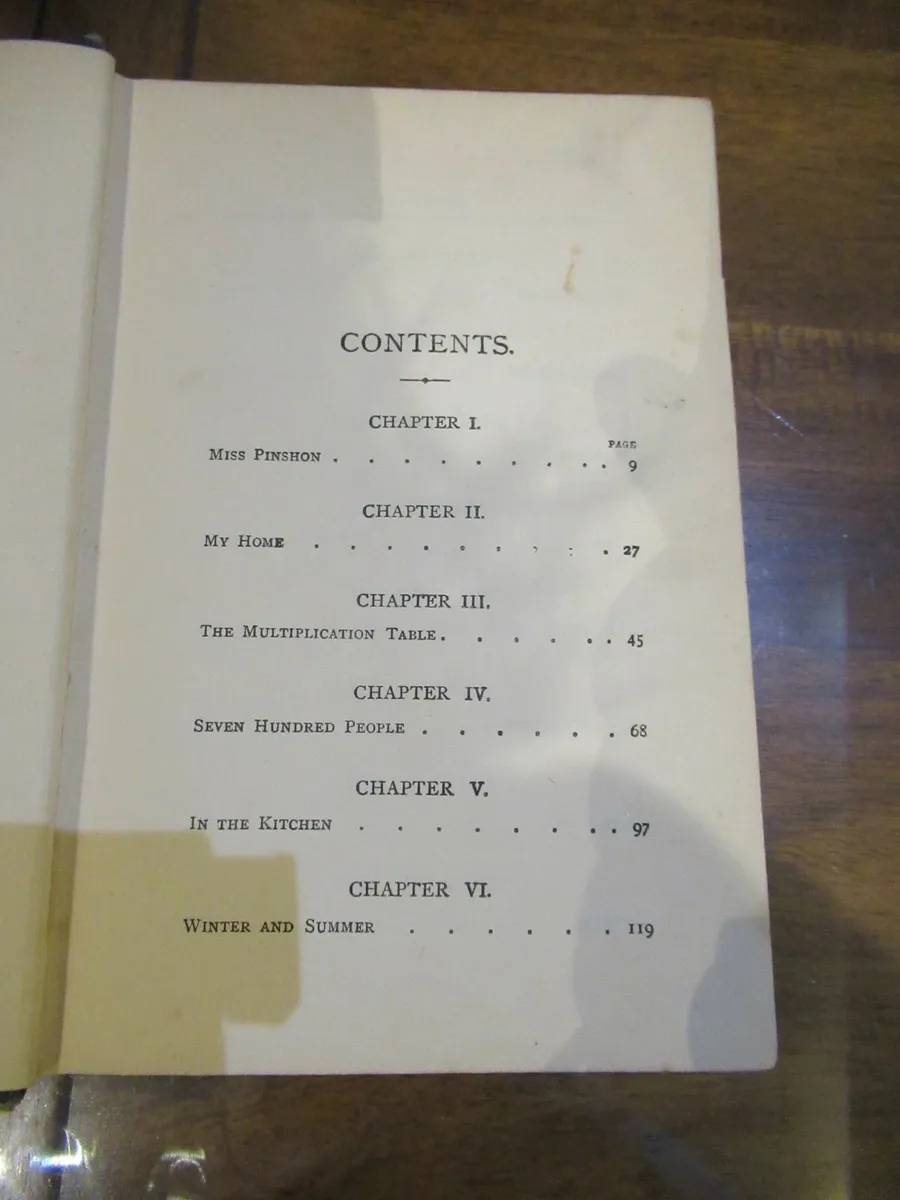 CONTENTS.
CHAPTER I.
PAGE
MISS PINSHON . . . . . . . . . 9
CHAPTER II.
MY HOME . . . . . . . . . 27
CHAPTER III.
THE MULTIPLICATION TABLE . . . . . . 45
CHAPTER IV.
SEVEN HUNDRED PEOPLE . . . . . . 68
CHAPTER V.
IN THE KITCHEN . . . . . . . . 97
CHAPTER VI.
WINTER AND SUMMER . . . . . . 119